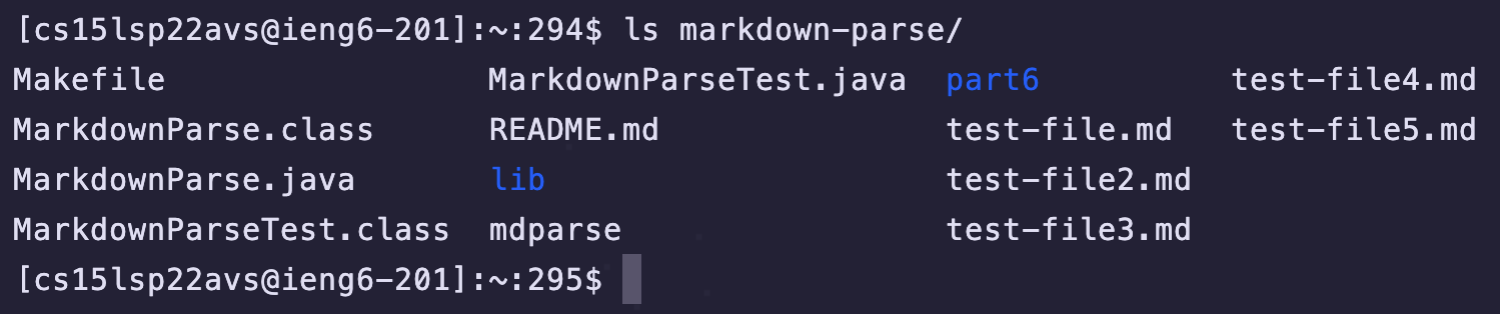 [cs15lsp22avs@ieng6-201]:~:294$ ls markdown-parse/
Makefile MarkdownParseTest.java part6 test-file4.md
MarkdownParse.class README.md test-file.md test-file5.md
MarkdownParse.java lib test-file2.md
MarkdownParseTest.class mdparse test-file3.md
[cs15lsp22avs@ieng6-201]:~:295$